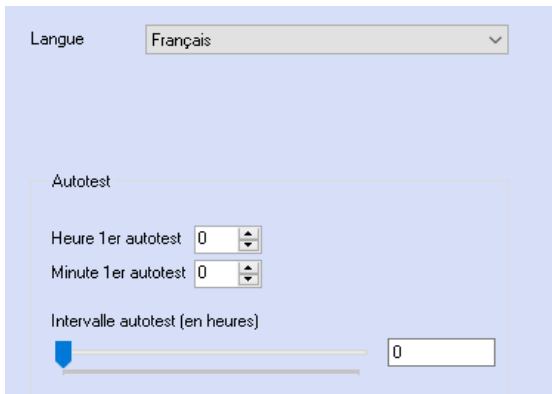 Langue Français
Autotest
Heure 1er autotest 0
Minute 1er autotest 0
Intervalle autotest (en heures)
0